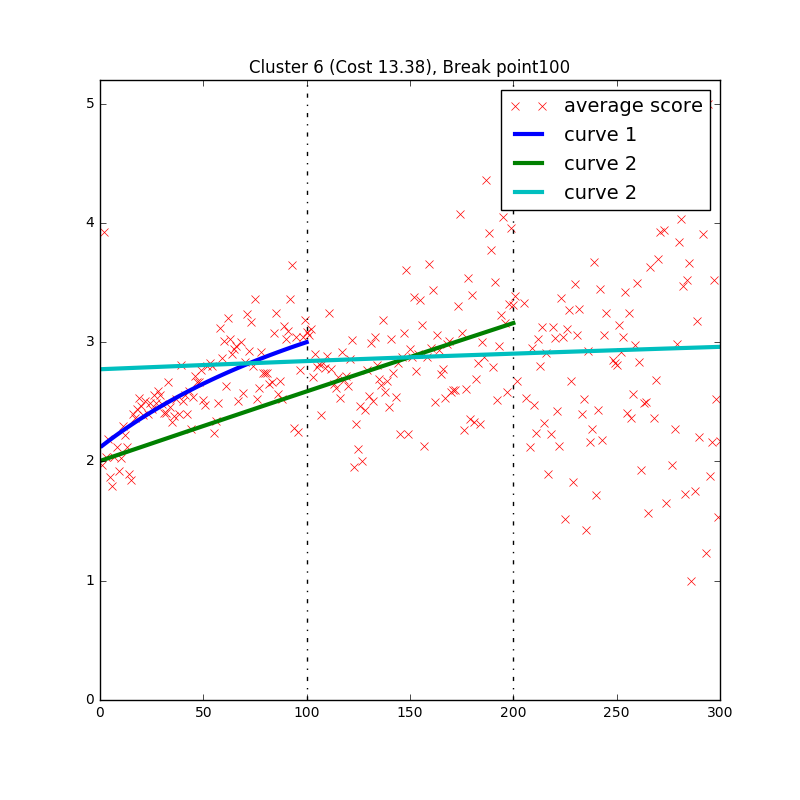 Cluster 6 (Cost 13.38), Break point100
average score
curve 1
curve 2
curve 2
5
4
3
2
1
0
0 50 100 150 200 250 300